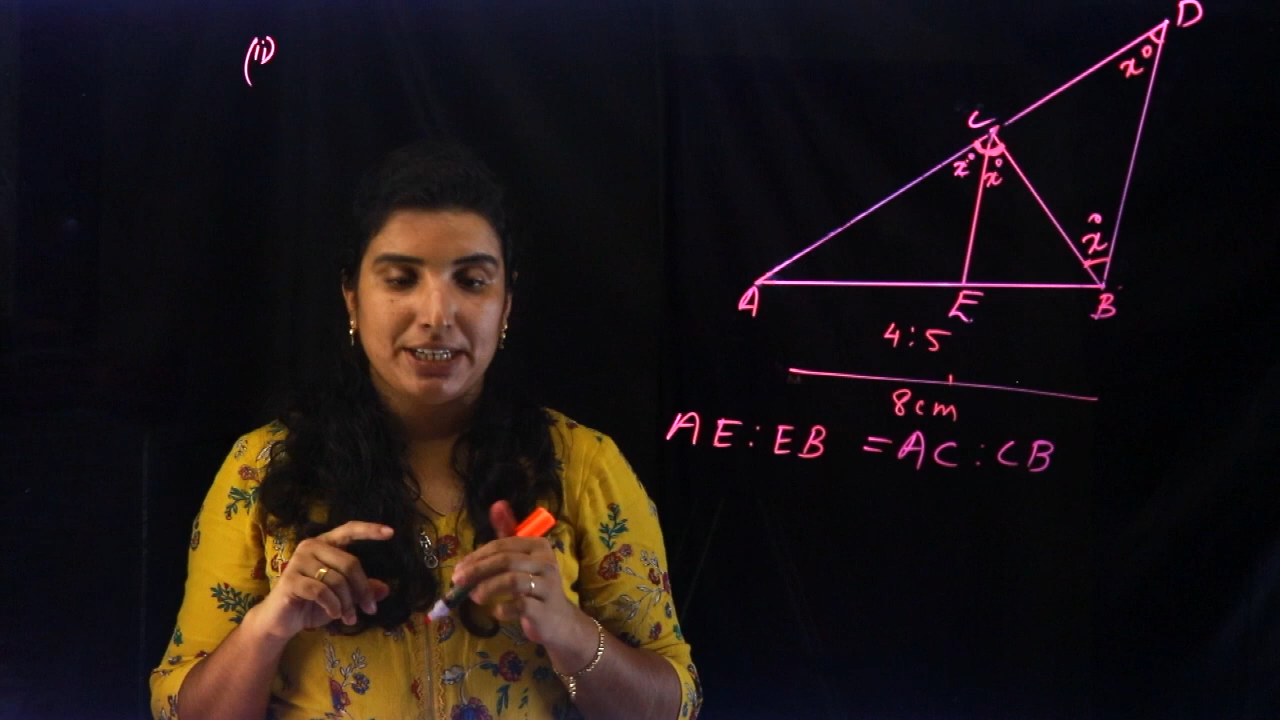 (ii)
D
x°
C
x° x°
x°
A E B
4:5
8cm
AE:EB = AC:CB